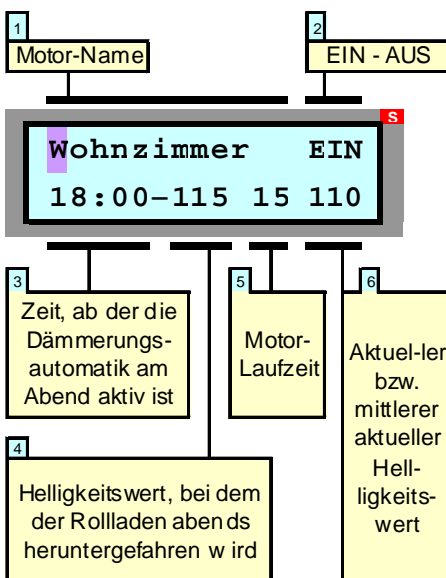 1
Motor-Name
2
EIN - AUS
S
Wohnzimmer EIN
18:00-115 15 110
3
Zeit, ab der die
Dämmerungs-
automatik am
Abend aktiv ist
4
Helligkeitswert, bei dem
der Rollladen abends
heruntergefahren wird
5
Motor-
Laufzeit
6
Aktuel-ler
bzw.
mittlerer
aktueller
Hell-
ligkeits-
wert